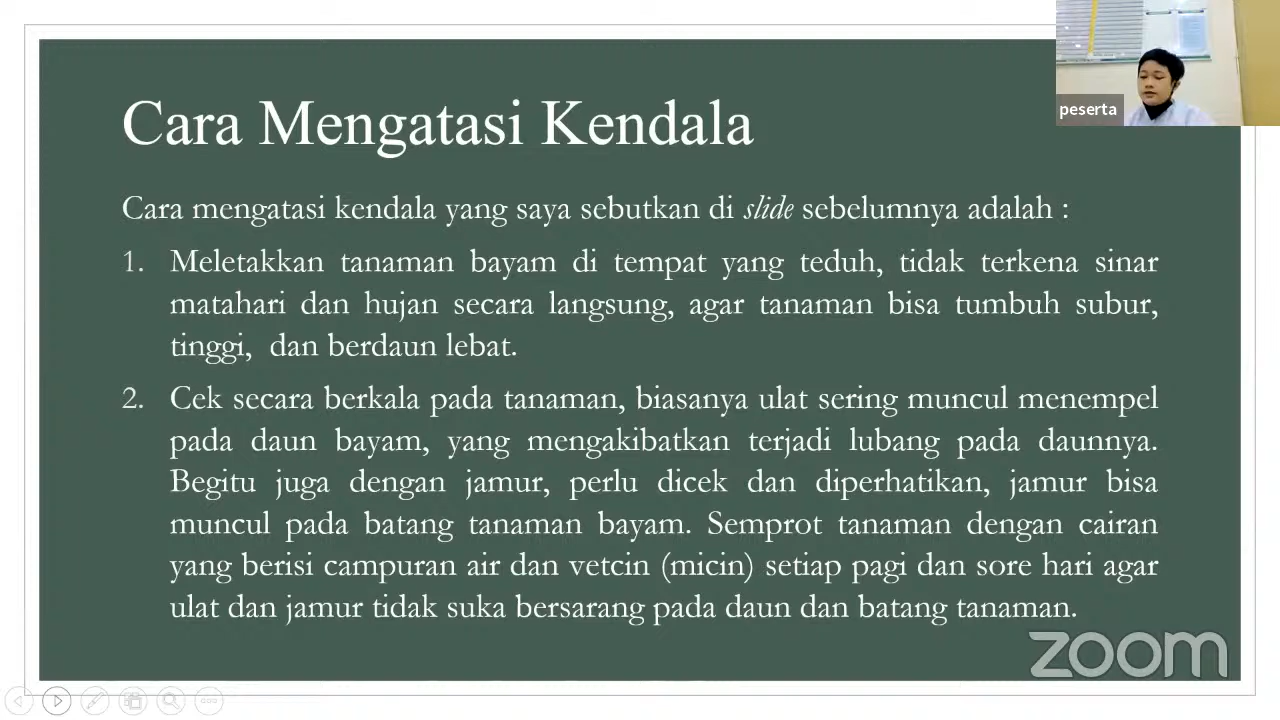 peserta
Cara Mengatasi Kendala
Cara mengatasi kendala yang saya sebutkan di slide sebelumnya adalah :
1. Meletakkan tanaman bayam di tempat yang teduh, tidak terkena sinar
matahari dan hujan secara langsung, agar tanaman bisa tumbuh subur,
tinggi, dan berdaun lebat.
2. Cek secara berkala pada tanaman, biasanya ulat sering muncul menempel
pada daun bayam, yang mengakibatkan terjadi lubang pada daunnya.
Begitu juga dengan jamur, perlu dicek dan diperhatikan, jamur bisa
muncul pada batang tanaman bayam. Semprot tanaman dengan cairan
yang berisi campuran air dan vetcin (micin) setiap pagi dan sore hari agar
ulat dan jamur tidak suka bersarang pada daun dan batang tanaman.
zoom